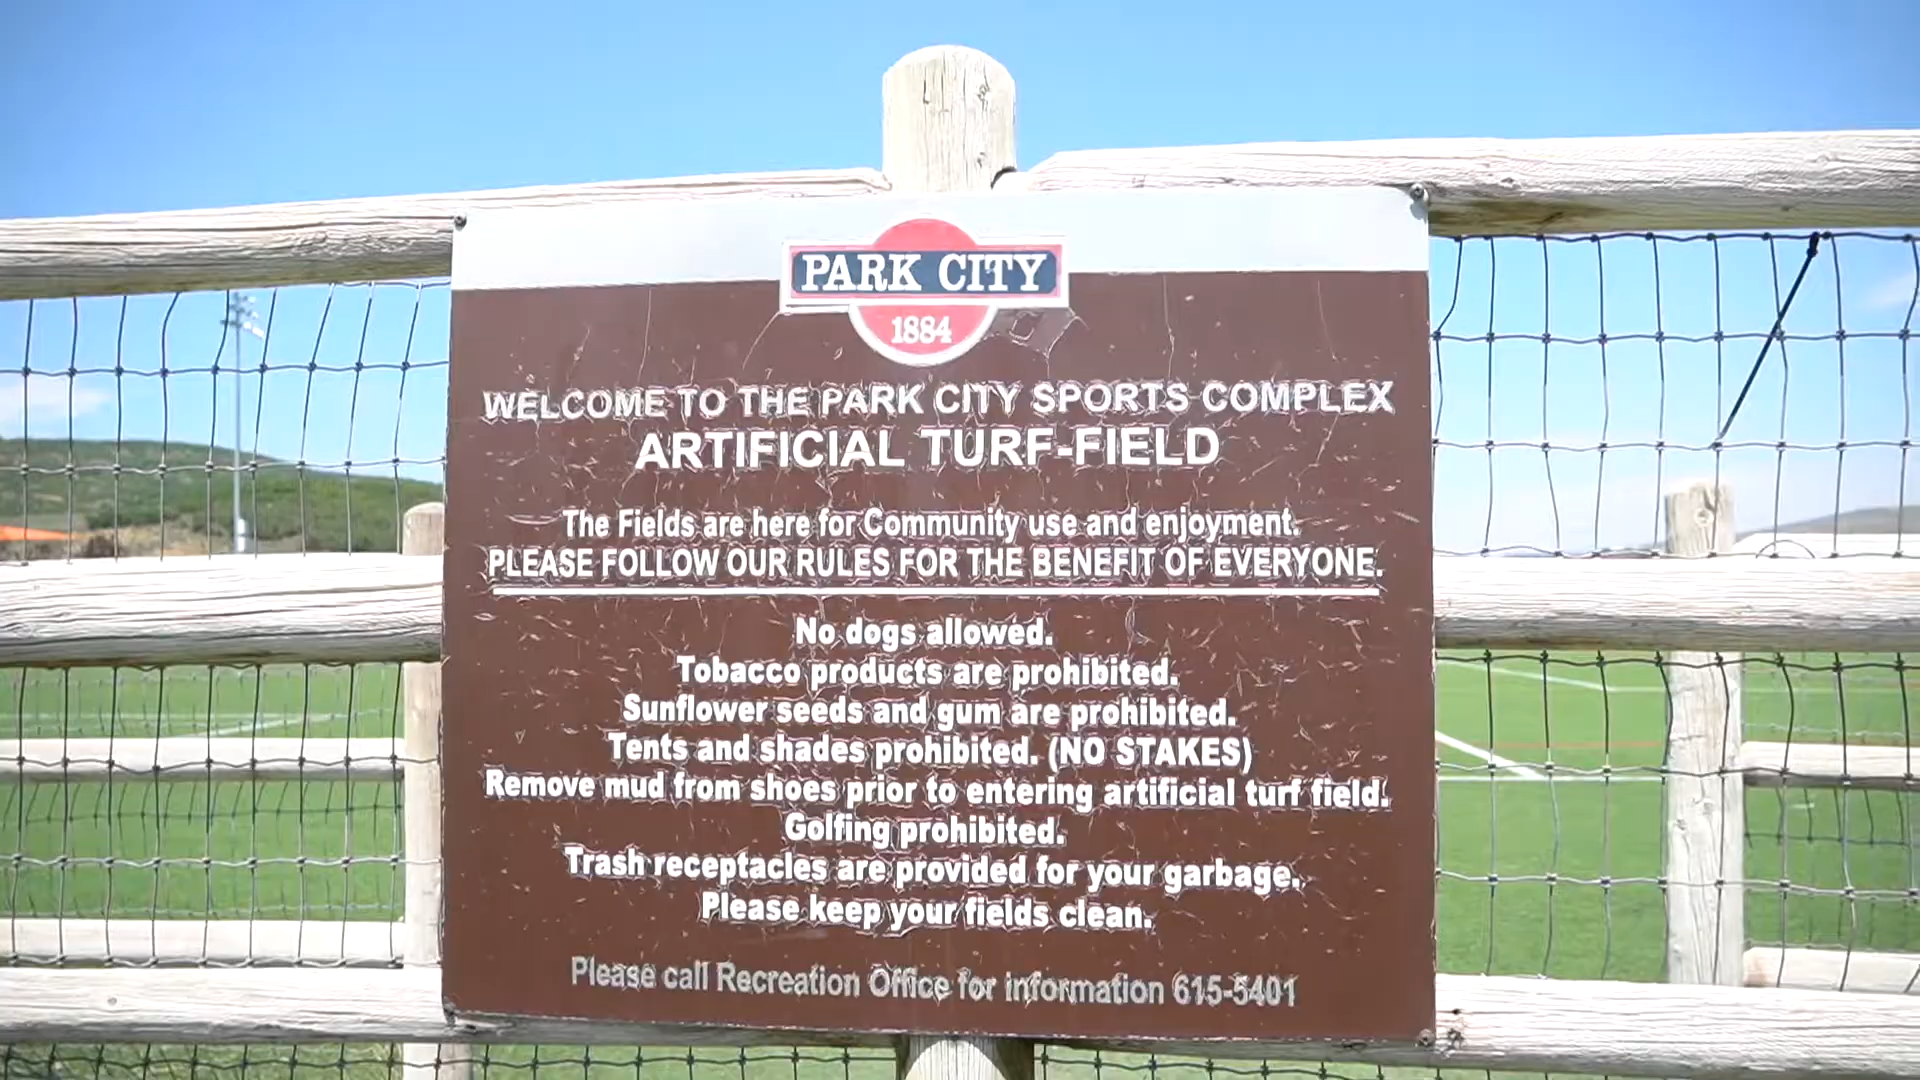 PARK CITY
1884
WELCOME TO THE PARK CITY SPORTS COMPLEX
ARTIFICIAL TURF-FIELD
The Fields are here for Community use and enjoyment.
PLEASE FOLLOW OUR RULES FOR THE BENEFIT OF EVERYONE.
No dogs allowed.
Tobacco products are prohibited.
Sunflower seeds and gum are prohibited.
Tents and shades prohibited. (NO STAKES)
Remove mud from shoes prior to entering artificial turf field.
Golfing prohibited.
Trash receptacles are provided for your garbage.
Please keep your fields clean.
Please call Recreation Office for information 615-5401